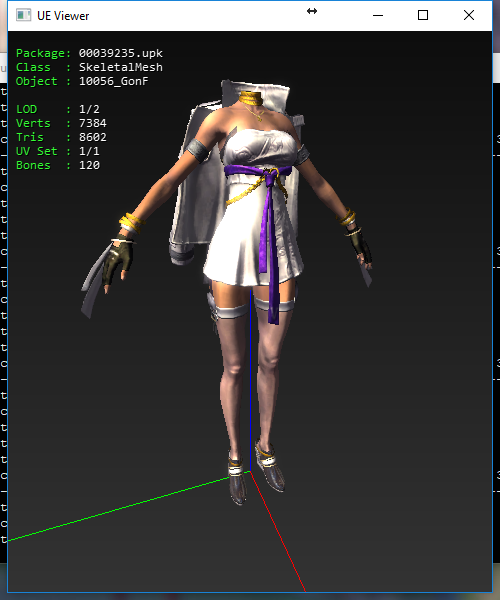 UE Viewer
Package: 00039235.upk
Class  : SkeletalMesh
Object : 10056_GonF
LOD    : 1/2
Verts  : 7384
Tris   : 8602
UV Set : 1/1
Bones  : 120